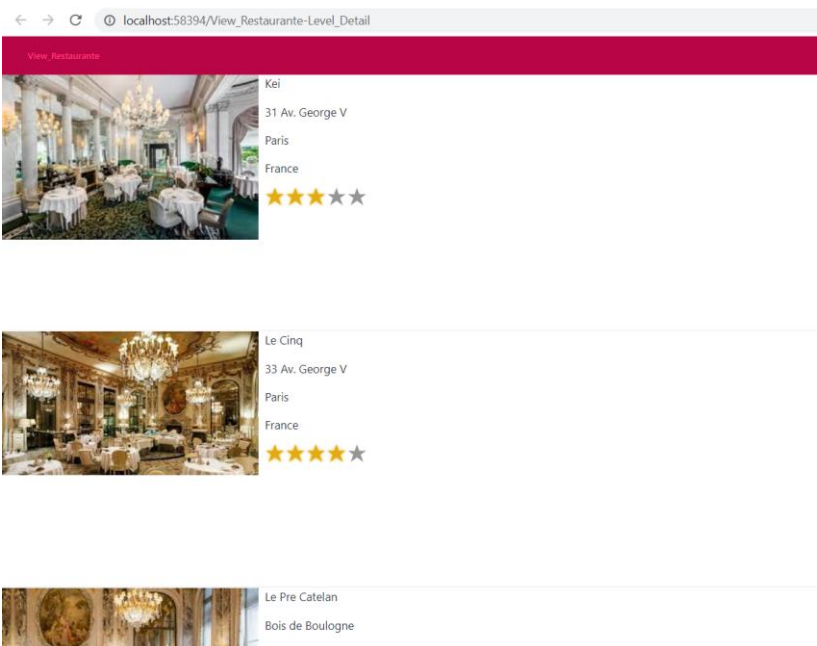 localhost:58394/View_Restaurante-Level_Detail
View_Restaurante
Kei
31 Av. George V
Paris
France
Le Cinq
33 Av. George V
Paris
France
Le Pre Catelan
Bois de Boulogne